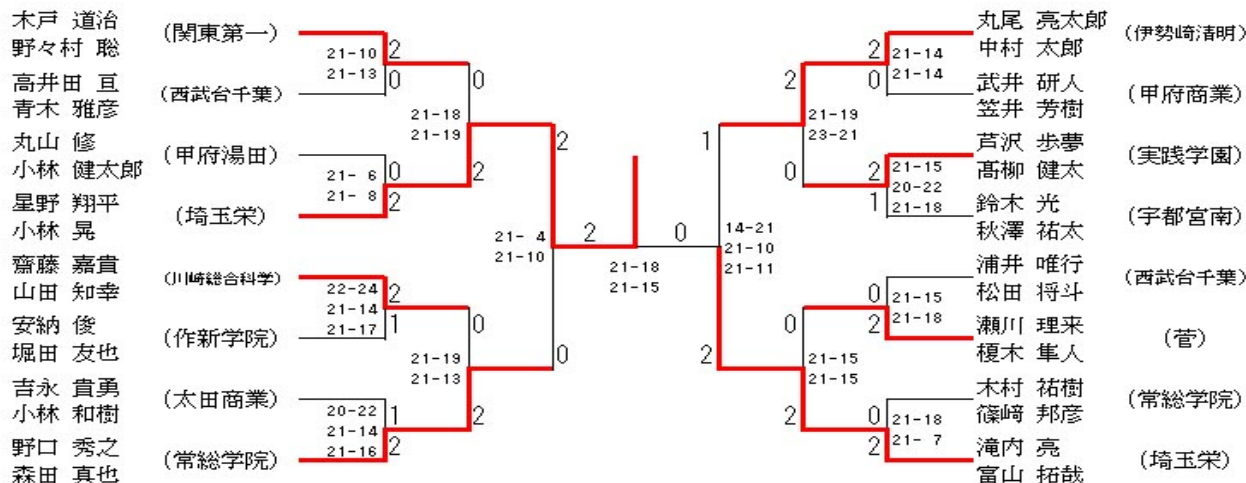 木戸 道治
野々村 聡
(関東第一)
高井田 亘
青木 雅彦
(西武台千葉)
21-10
21-13
2
0
丸山 修
小林 健太郎
(甲府湯田)
星野 翔平
小林 晃
(埼玉栄)
21- 6
21- 8
0
2
21-18
21-19
0
2
齋藤 嘉貴
山田 知幸
(川崎総合科学)
安納 俊
堀田 友也
(作新学院)
22-24
21-14
21-17
2
1
吉永 貴勇
小林 和樹
(太田商業)
野口 秀之
森田 真也
(常総学院)
20-22
21-14
21-16
1
2
21-19
21-13
0
2
21- 4
21-10
2
0
2
0
21-18
21-15
丸尾 亮太郎
中村 太郎
(伊勢崎清明)
武井 研人
笠井 芳樹
(甲府商業)
2
0
21-14
21-14
芦沢 歩夢
髙柳 健太
(実践学園)
鈴木 光
秋澤 祐太
(宇都宮南)
2
1
21-15
20-22
21-18
2
0
21-19
23-21
浦井 唯行
松田 将斗
(西武台千葉)
瀬川 理来
榎木 隼人
(菅)
0
2
21-15
21-18
木村 祐樹
篠﨑 邦彦
(常総学院)
滝内 亮
富山 拓哉
(埼玉栄)
0
2
21-18
21- 7
0
2
21-15
21-15
1
2
14-21
21-10
21-11